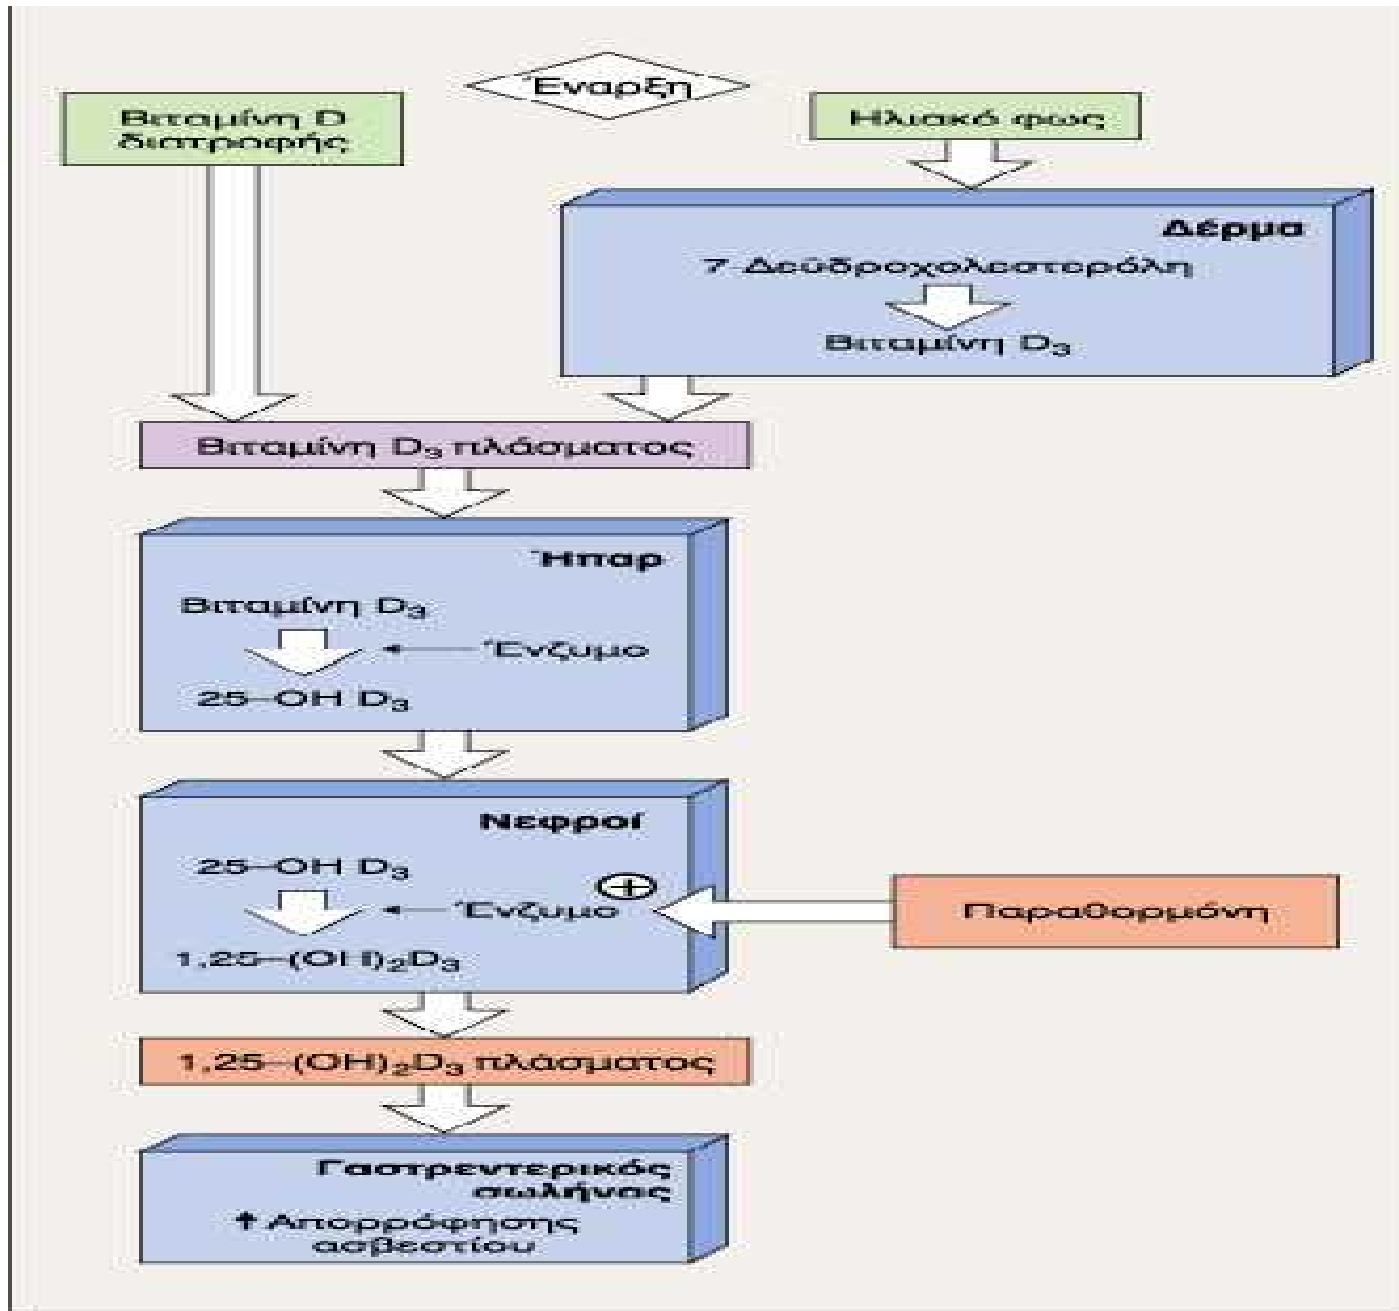 Έναρξη
Βιταμίνη D
διατροφής
Ηλιακό φως
Δέρμα
7-Δεϋδροχολεστερόλη
Βιταμίνη D₃
Βιταμίνη D₃ πλάσματος
Ήπαρ
Βιταμίνη D₃
Ένζυμο
25–OH D₃
Νεφροί
25–OH D₃
+
Ένζυμο
Παραθορμόνη
1,25–(OH)₂D₃
1,25–(OH)₂D₃ πλάσματος
Γαστρεντερικός
σωλήνας
↑ Απορρόφησης
ασβεστίου